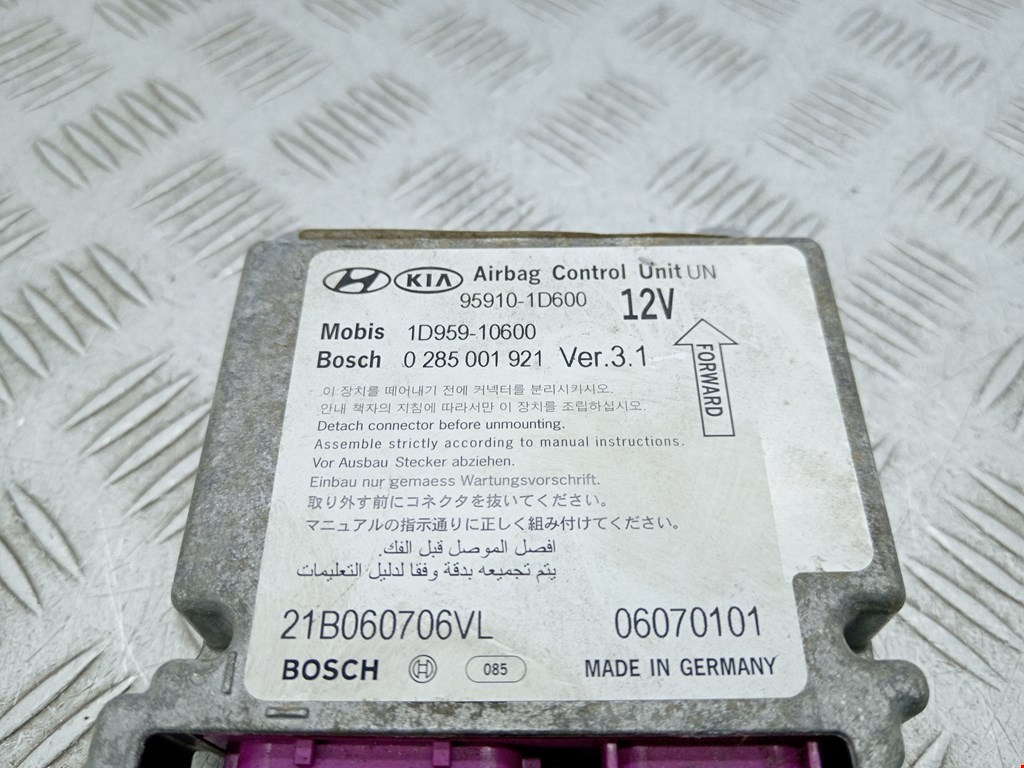 KIA Airbag Control Unit UN
95910-1D600 12V
Mobis 1D959-10600
Bosch 0 285 001 921 Ver.3.1
FORWARD
이 장치를 떼어내기 전에 커넥터를 분리시카시오.
안내 책자의 지침에 따라서만 이 장치를 조립하십시오.
Detach connector before unmounting.
Assemble strictly according to manual instructions.
Vor Ausbau Stecker abziehen.
Einbau nur gemaess Wartungsvorschrift.
取り外す前にコネクタを抜いてください。
マニュアルの指示通りに正しく組み付けてください。
افصل الموصل قبل الفك.
يتم تجميعه بدقة وفقا لدليل التعليمات
21B060706VL 06070101
BOSCH 085 MADE IN GERMANY